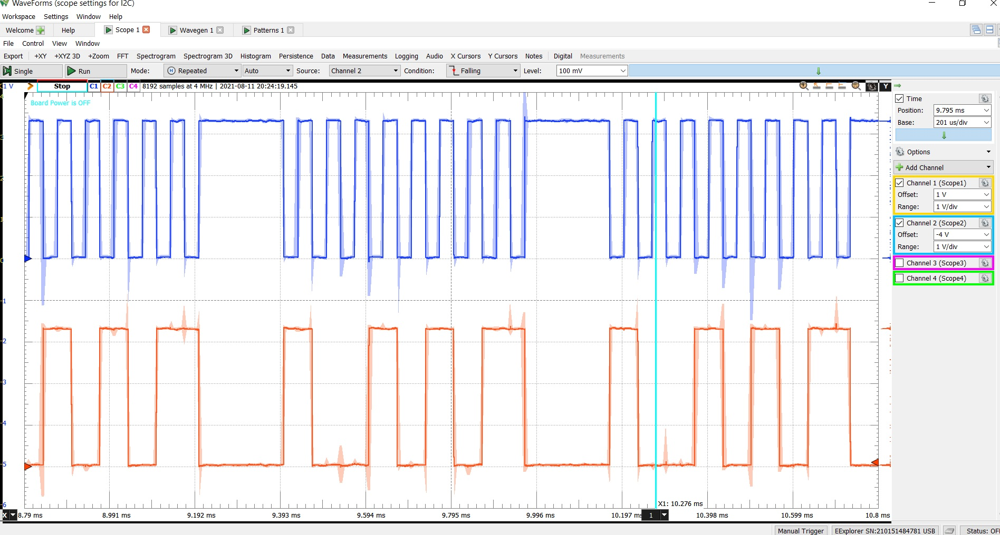 WaveForms (scope settings for I2C)
Workspace Settings Window Help
Welcome Help Scope 1 Wavegen 1 Patterns 1
File Control View Window
Export +XY +XYZ 3D +Zoom FFT Spectrogram Spectrogram 3D Histogram Persistence Data Measurements Logging Audio X Cursors Y Cursors Notes Digital Measurements
Single Run Mode: Repeated Auto Source: Channel 2 Condition: Falling Level: 100 mV
C1 V Stop C1 C2 C3 C4 8192 samples at 4 MHz | 2021-08-11 20:24:19.145 Y
Board Power is OFF
4
3
2
1
0
-1
-2
-3
-4
-5
-6
X1: 10.276 ms
X 8.79 ms 8.991 ms 9.192 ms 9.393 ms 9.594 ms 9.795 ms 9.996 ms 10.197 ms 1 10.398 ms 10.599 ms 10.8 ms
Time
Position: 9.795 ms
Base: 201 us/div
Options
Add Channel
Channel 1 (Scope1)
Offset: 1 V
Range: 1 V/div
Channel 2 (Scope2)
Offset: -4 V
Range: 1 V/div
Channel 3 (Scope3)
Channel 4 (Scope4)
Manual Trigger EExplorer SN:210151484781 USB Status: OF